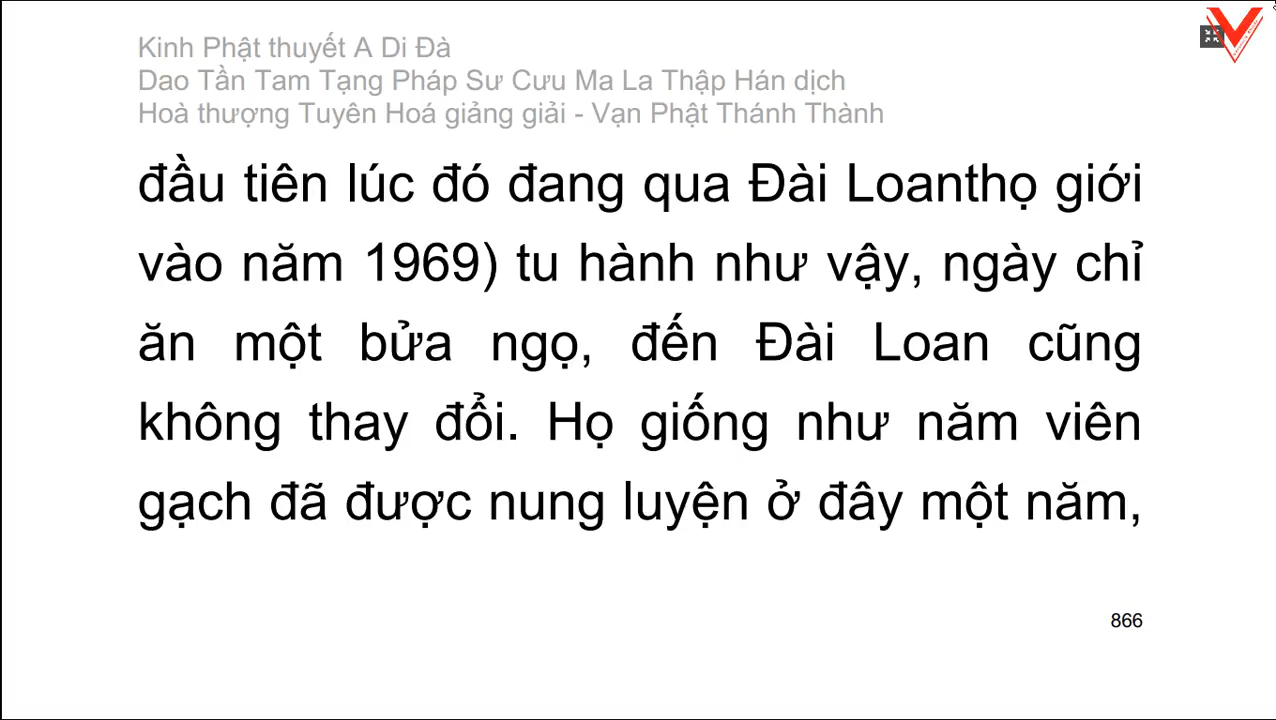 Kinh Phật thuyết A Di Đà
Dao Tần Tam Tạng Pháp Sư Cưu Ma La Thập Hán dịch
Hoà thượng Tuyên Hoá giảng giải - Vạn Phật Thánh Thành
đầu tiên lúc đó đang qua Đài Loanthọ giới
vào năm 1969) tu hành như vậy, ngày chỉ
ăn một bửa ngọ, đến Đài Loan cũng
không thay đổi. Họ giống như năm viên
gạch đã được nung luyện ở đây một năm,
866